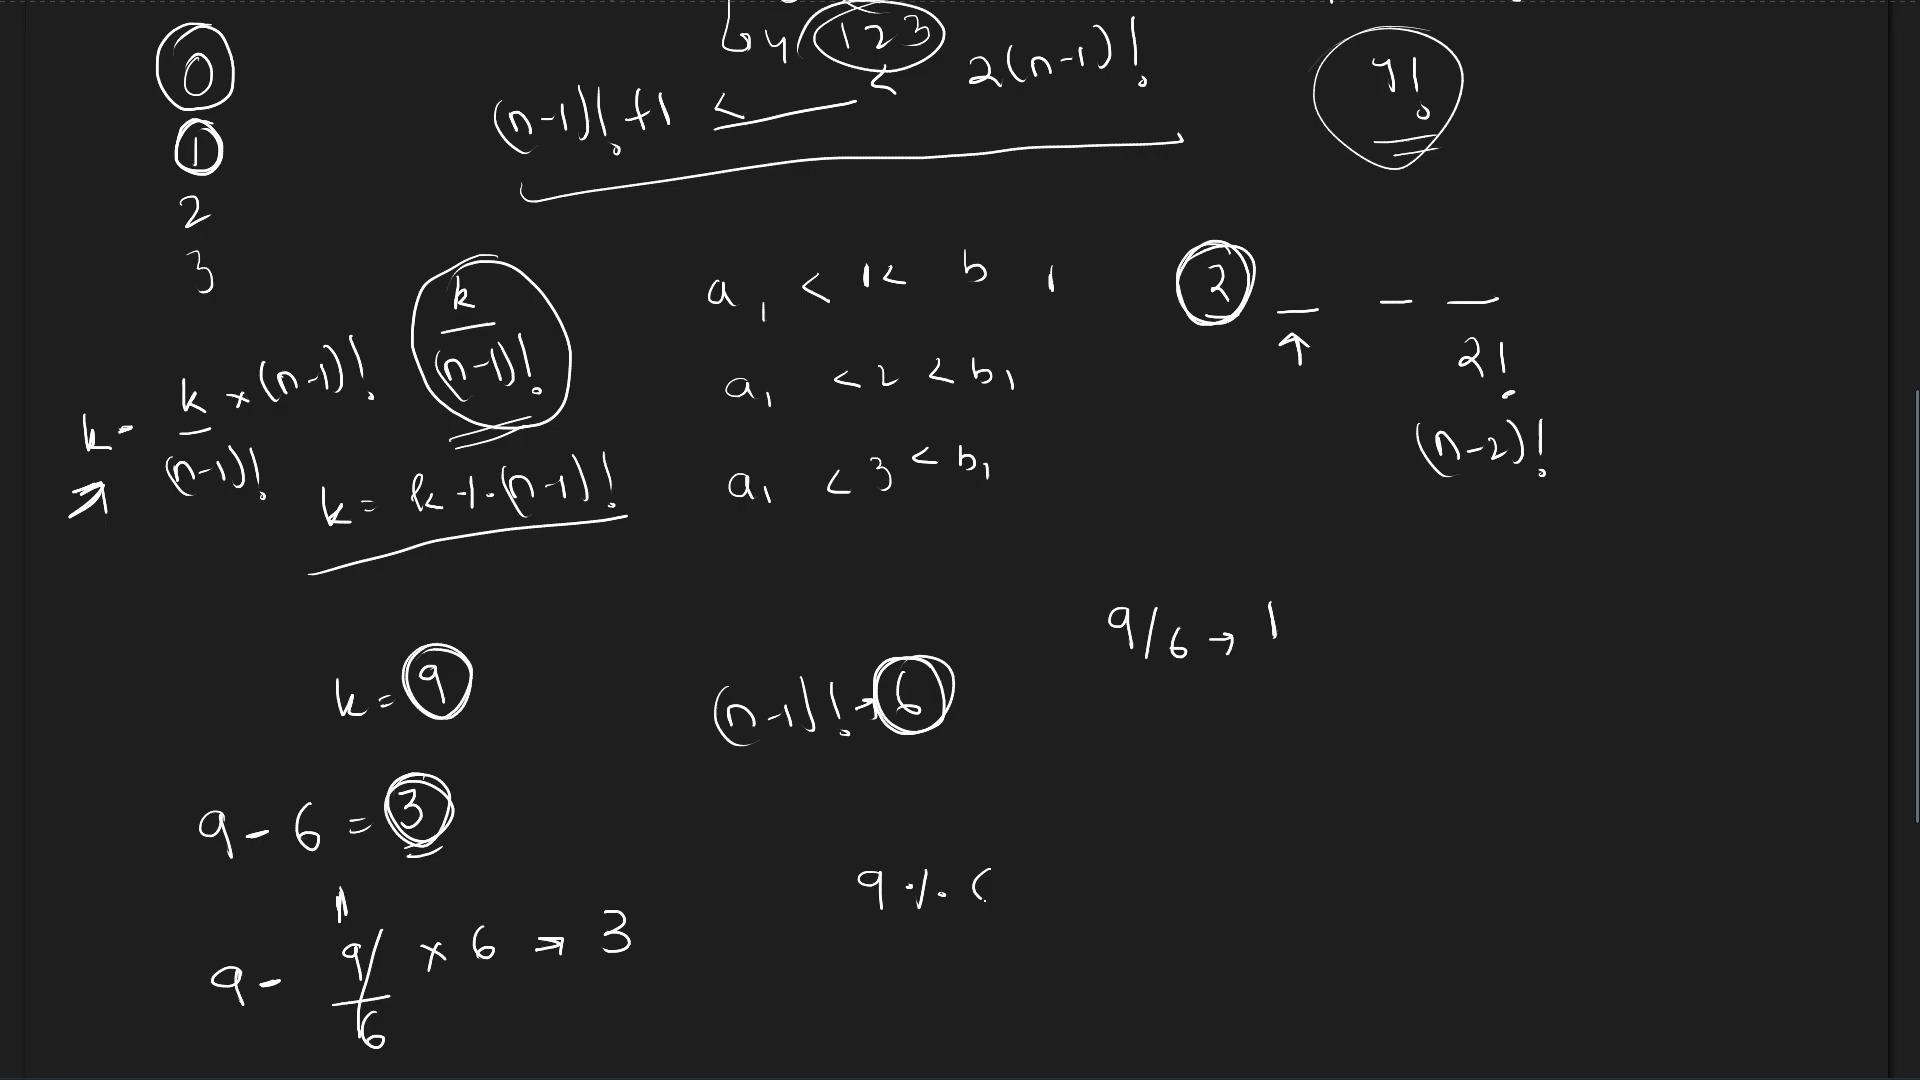 0
1
2
3
4 123
(n-1)!+1 < < 2(n-1)!
4!
k/(n-1)!
k - k/(n-1)! × (n-1)!
k = k - 1·(n-1)!
a1 < k < b1
a1 < 2 < b1
a1 < 3 < b1
2 _ _ _
2!
(n-2)!
k = 9
(n-1)! → 6
9/6 → 1
9 - 6 = 3
9 - 9/6 × 6 → 3
1
9 % (